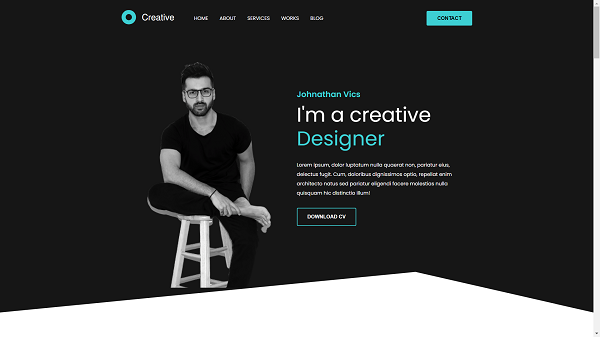 Creative
HOME ABOUT SERVICES WORKS BLOG
CONTACT
Johnathan Vics
I'm a creative
Designer
Lorem ipsum, dolor luptatum nulla quaerat non, pariatur eius,
delectus fugit. Cum, doloribus dignissimos optio, repellat enim
architecto natus sed pariatur eligendi facere molestias nulla
quisquam hic distinctio illum!
DOWNLOAD CV